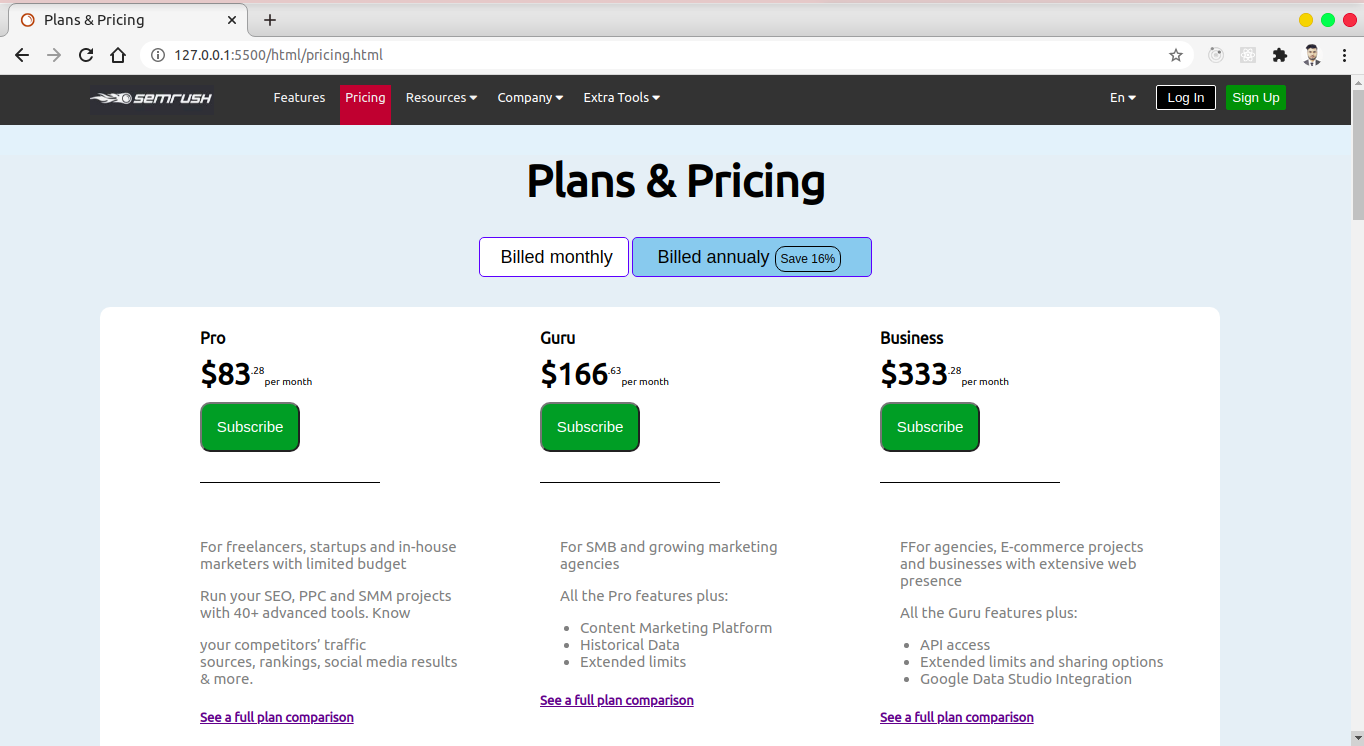 Plans & Pricing
127.0.0.1:5500/html/pricing.html
semrush Features Pricing Resources Company Extra Tools En Log In Sign Up
Plans & Pricing
Billed monthly Billed annualy Save 16%
Pro
$83.28 per month
Subscribe
For freelancers, startups and in-house
marketers with limited budget
Run your SEO, PPC and SMM projects
with 40+ advanced tools. Know
your competitors’ traffic
sources, rankings, social media results
& more.
See a full plan comparison
Guru
$166.63 per month
Subscribe
For SMB and growing marketing
agencies
All the Pro features plus:
• Content Marketing Platform
• Historical Data
• Extended limits
See a full plan comparison
Business
$333.28 per month
Subscribe
FFor agencies, E-commerce projects
and businesses with extensive web
presence
All the Guru features plus:
• API access
• Extended limits and sharing options
• Google Data Studio Integration
See a full plan comparison